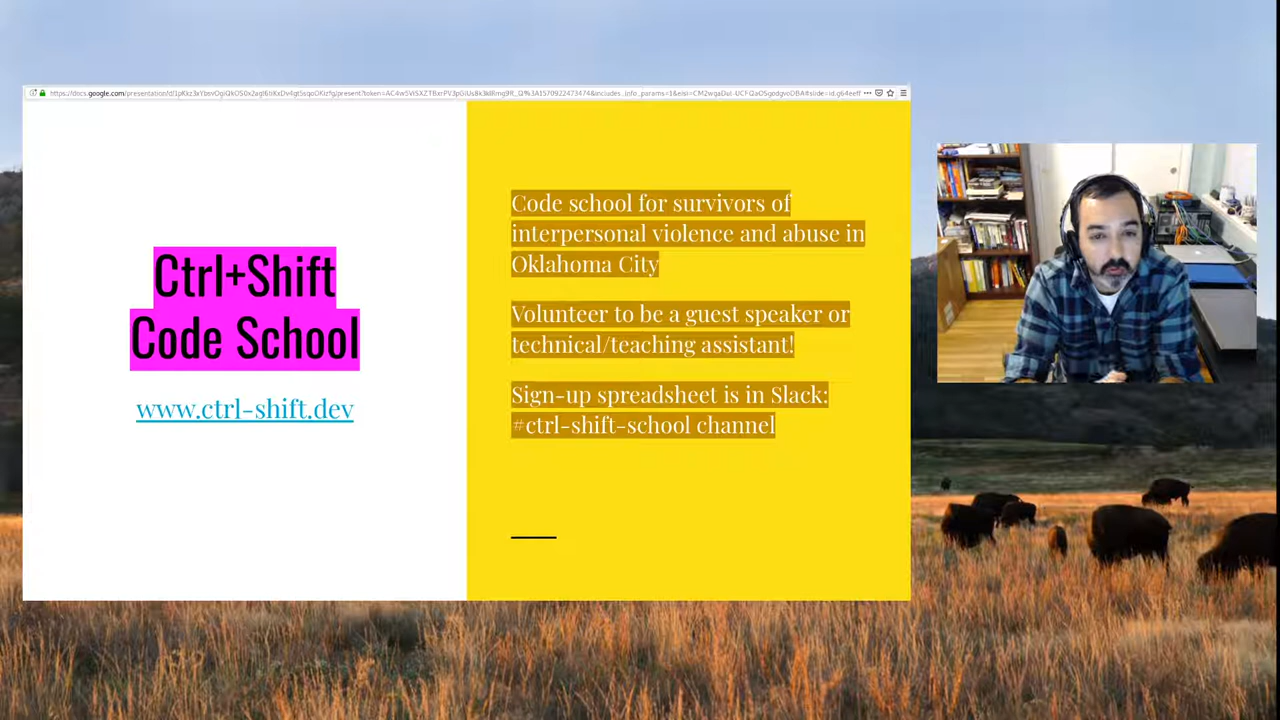 Ctrl+Shift
Code School
www.ctrl-shift.dev
Code school for survivors of
interpersonal violence and abuse in
Oklahoma City
Volunteer to be a guest speaker or
technical/teaching assistant!
Sign-up spreadsheet is in Slack:
#ctrl-shift-school channel